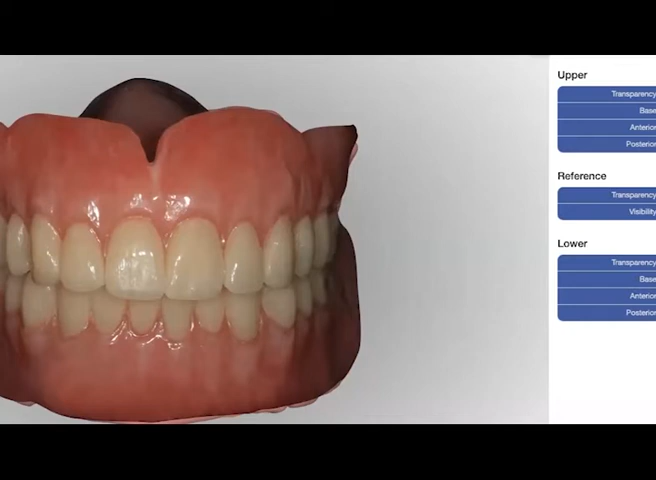 Upper
Transparency
Base
Anterior
Posterior
Reference
Transparency
Visibility
Lower
Transparency
Base
Anterior
Posterior